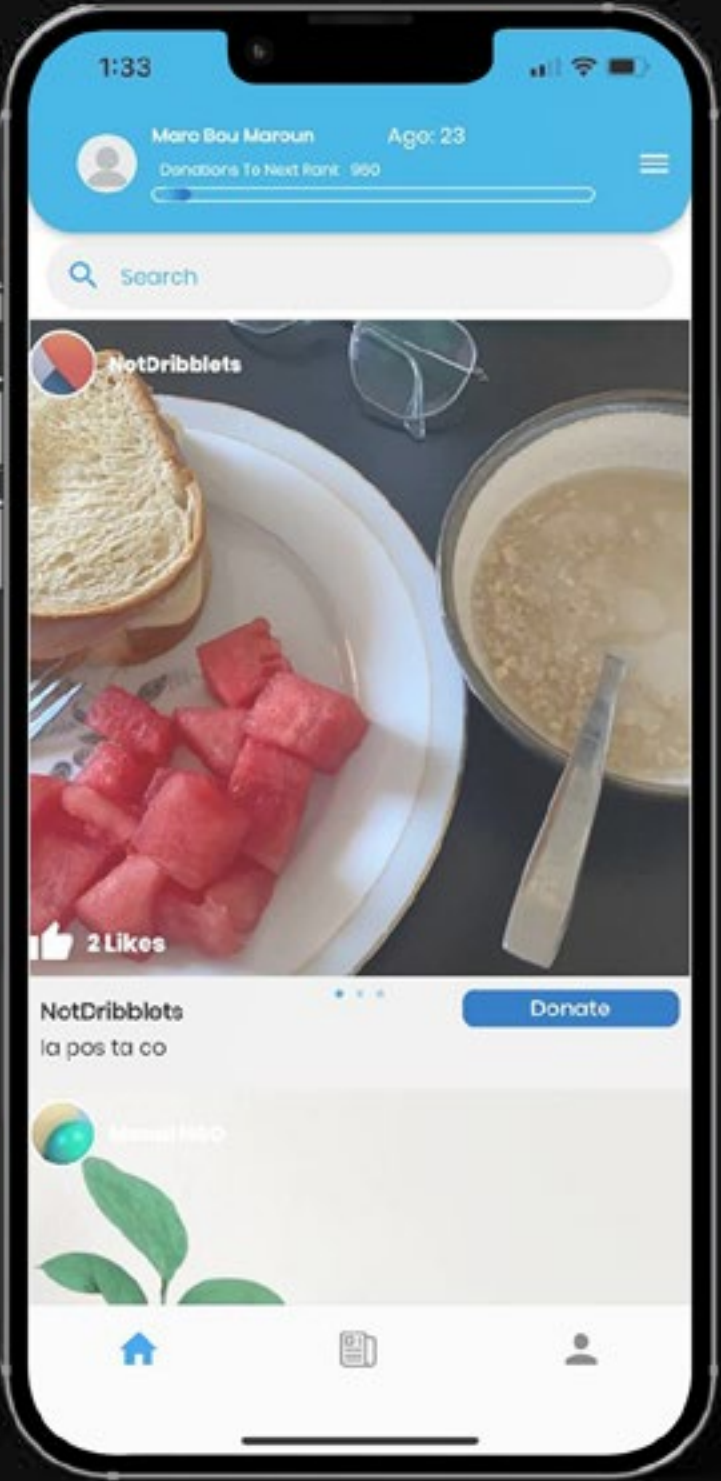 1:33
Marc Bou Maroun Age: 23
Donations To Next Rank 960
Search
NotDribblets
2 Likes
NotDribblets
Donate
la pos ta co